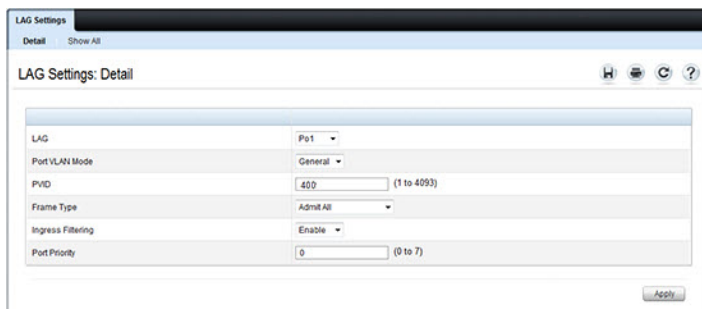 LAG Settings
Detail Show All
LAG Settings: Detail
LAG Po1
Port VLAN Mode General
PVID 400 (1 to 4093)
Frame Type Admit All
Ingress Filtering Enable
Port Priority 0 (0 to 7)
Apply